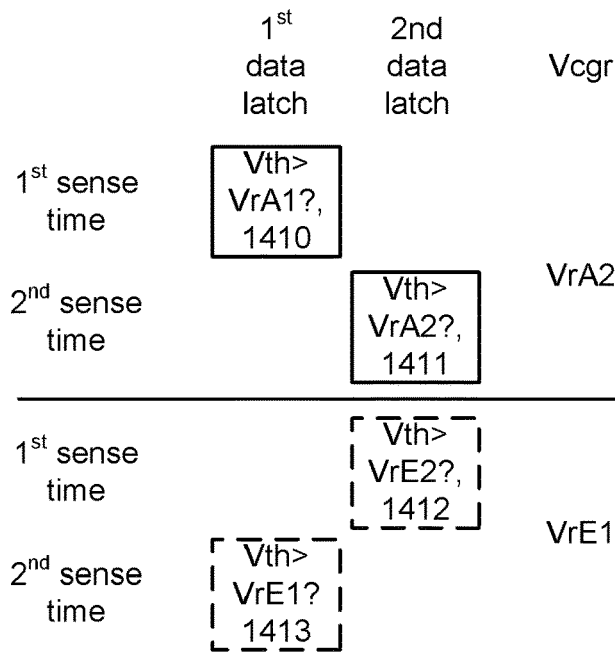 1st data latch
2nd data latch
Vcgr
1st sense time
Vth>
VrA1?,
1410
2nd sense time
Vth>
VrA2?,
1411
VrA2
1st sense time
Vth>
VrE2?,
1412
2nd sense time
Vth>
VrE1?
1413
VrE1